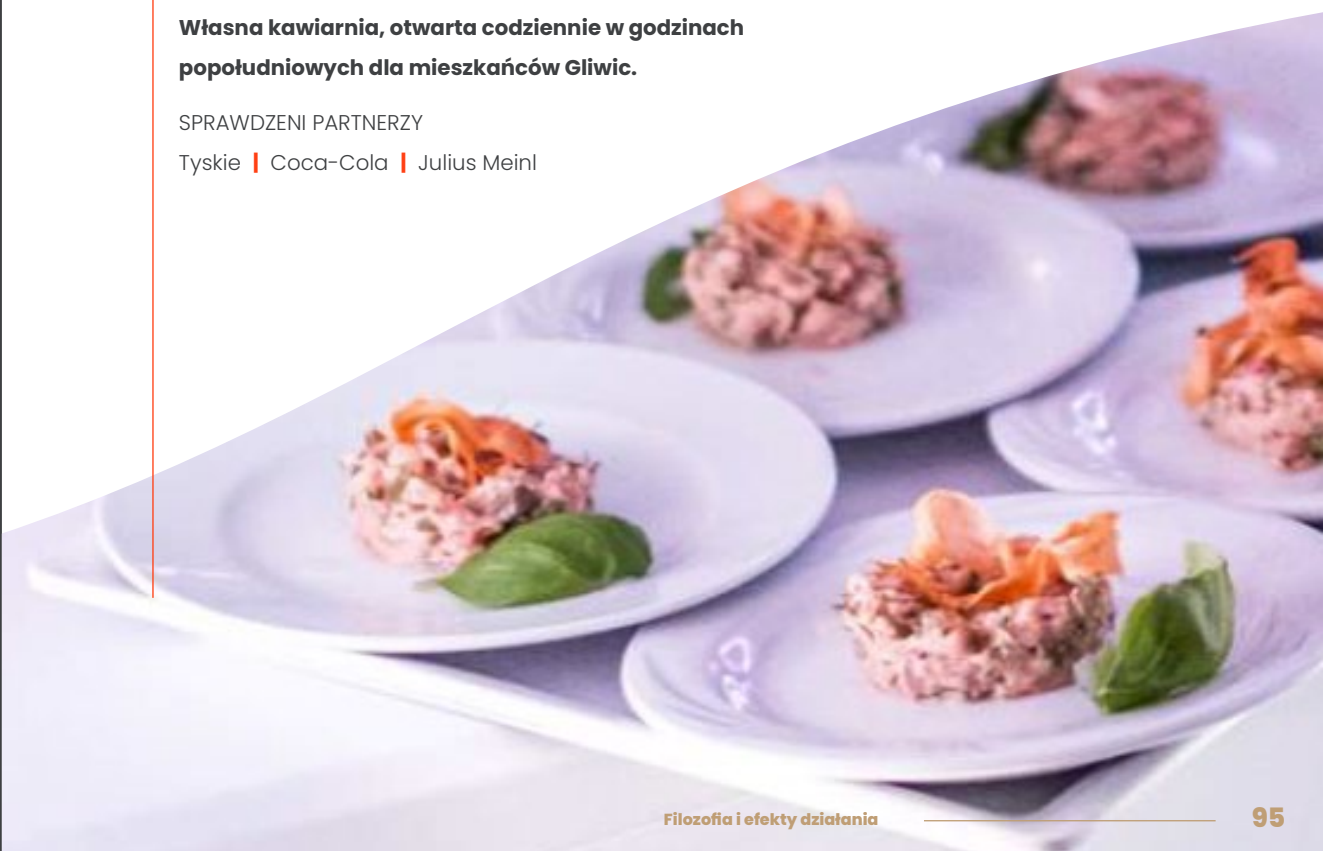 Własna kawiarnia, otwarta codziennie w godzinach
popołudniowych dla mieszkańców Gliwic.
SPRAWDZENI PARTNERZY
Tyskie | Coca-Cola | Julius Meinl
Filozofia i efekty działania 95